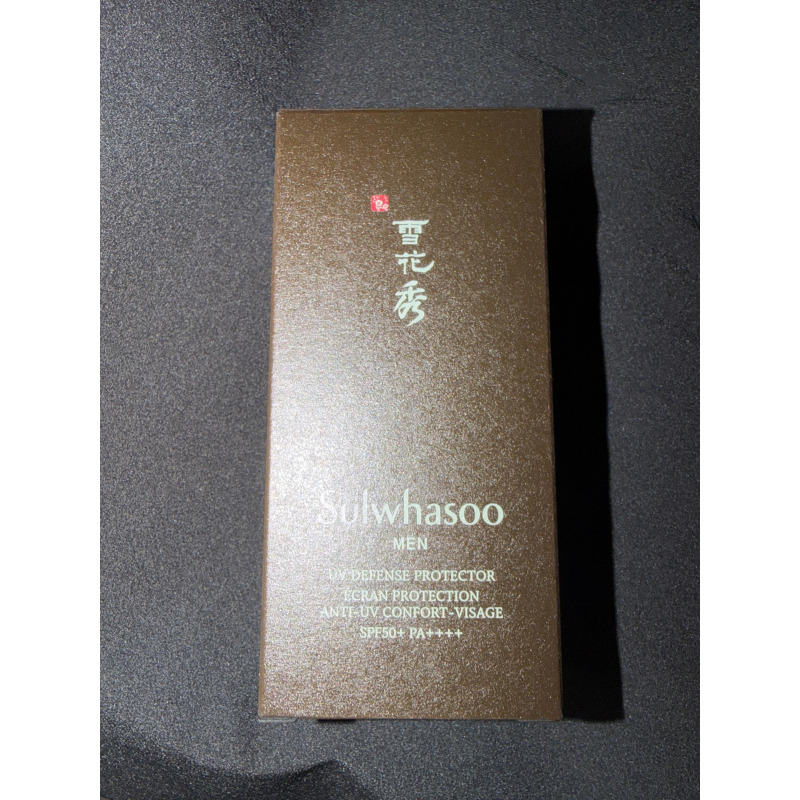 雪花秀
Sulwhasoo
MEN
UV DEFENSE PROTECTOR
ÉCRAN PROTECTION
ANTI-UV CONFORT-VISAGE
SPF50+ PA++++